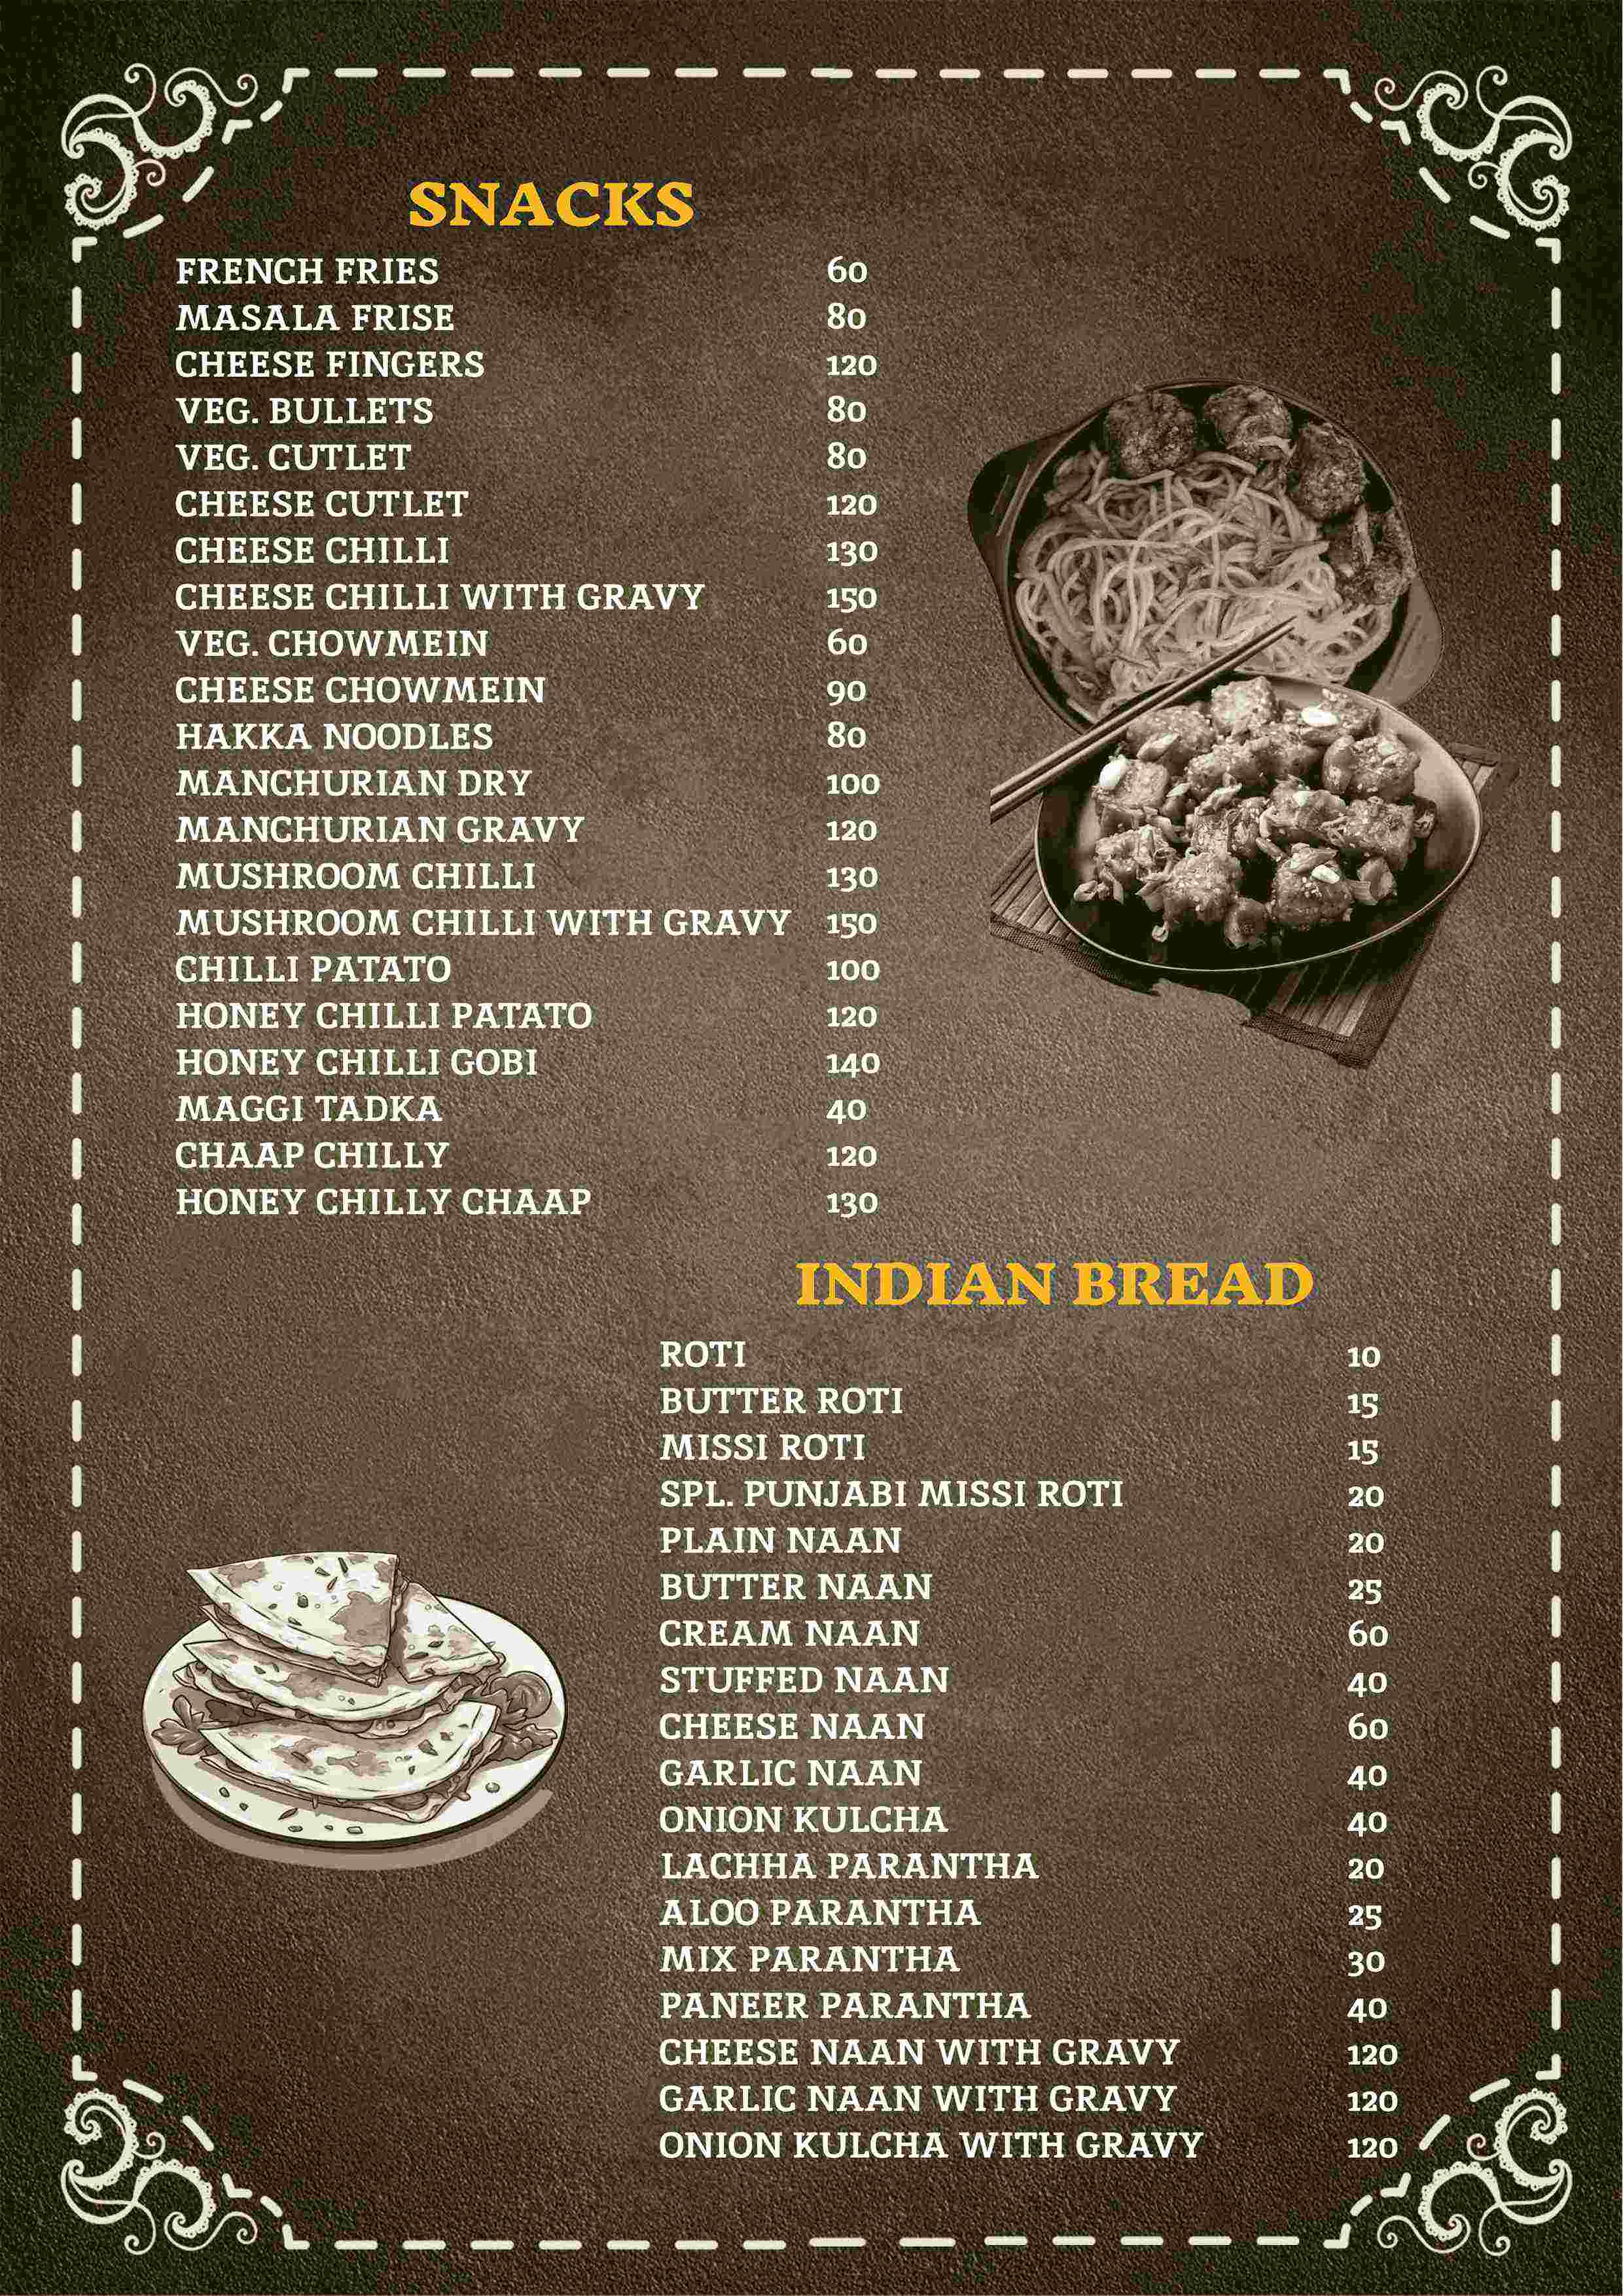 SNACKS
FRENCH FRIES 60
MASALA FRISE 80
CHEESE FINGERS 120
VEG. BULLETS 80
VEG. CUTLET 80
CHEESE CUTLET 120
CHEESE CHILLI 130
CHEESE CHILLI WITH GRAVY 150
VEG. CHOWMEIN 60
CHEESE CHOWMEIN 90
HAKKA NOODLES 80
MANCHURIAN DRY 100
MANCHURIAN GRAVY 120
MUSHROOM CHILLI 130
MUSHROOM CHILLI WITH GRAVY 150
CHILLI PATATO 100
HONEY CHILLI PATATO 120
HONEY CHILLI GOBI 140
MAGGI TADKA 40
CHAAP CHILLY 120
HONEY CHILLY CHAAP 130
INDIAN BREAD
ROTI 10
BUTTER ROTI 15
MISSI ROTI 15
SPL. PUNJABI MISSI ROTI 20
PLAIN NAAN 20
BUTTER NAAN 25
CREAM NAAN 60
STUFFED NAAN 40
CHEESE NAAN 60
GARLIC NAAN 40
ONION KULCHA 40
LACHHA PARANTHA 20
ALOO PARANTHA 25
MIX PARANTHA 30
PANEER PARANTHA 40
CHEESE NAAN WITH GRAVY 120
GARLIC NAAN WITH GRAVY 120
ONION KULCHA WITH GRAVY 120